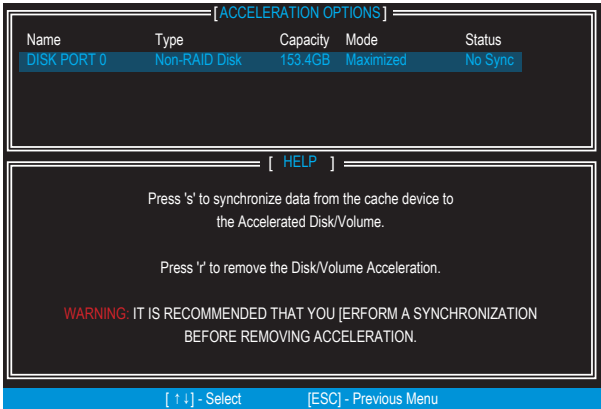 [ACCELERATION OPTIONS]
Name Type Capacity Mode Status
DISK PORT 0 Non-RAID Disk 153.4GB Maximized No Sync
[ HELP ]
Press 's' to synchronize data from the cache device to
the Accelerated Disk/Volume.
Press 'r' to remove the Disk/Volume Acceleration.
WARNING: IT IS RECOMMENDED THAT YOU [ERFORM A SYNCHRONIZATION
BEFORE REMOVING ACCELERATION.
[ ↑↓] - Select [ESC] - Previous Menu